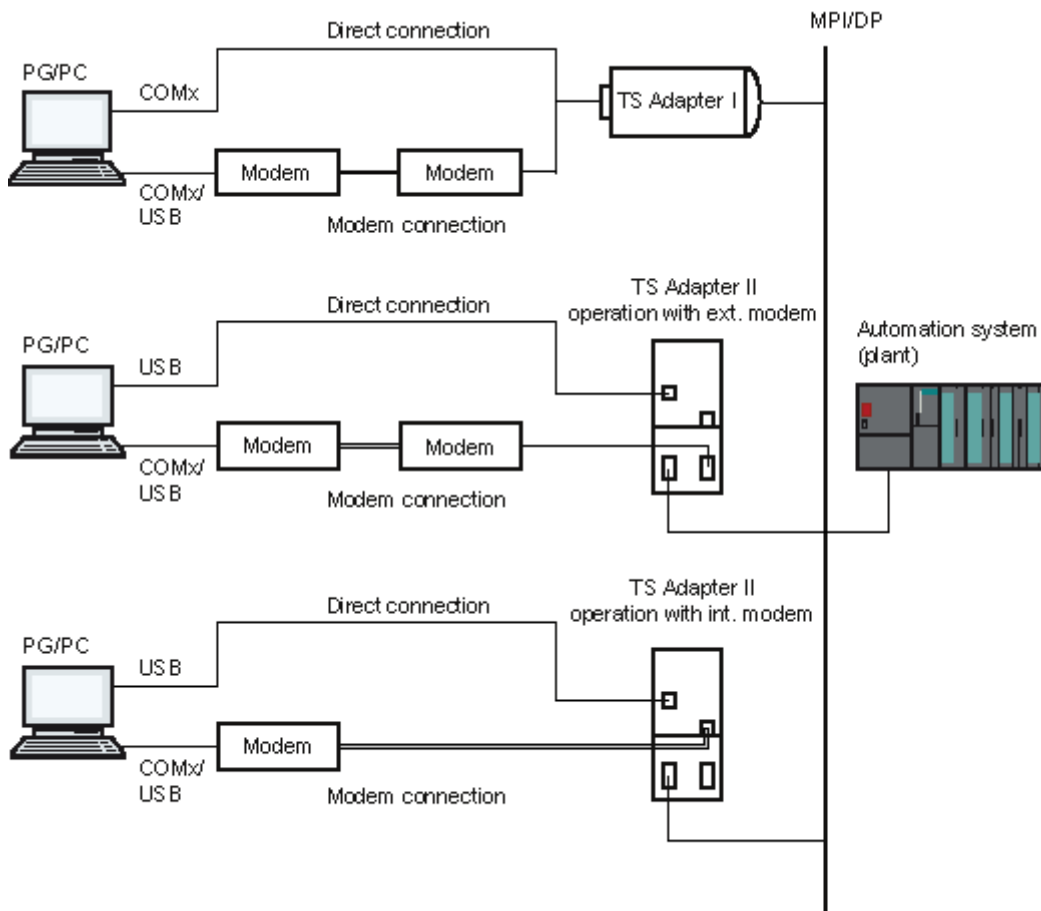 MPI/DP
Direct connection
PG/PC
COMx
TS Adapter I
Modem
Modem
COMx/
USB
Modem connection
TS Adapter II
operation with ext. modem
Direct connection
Automation system
(plant)
PG/PC
USB
Modem
Modem
COMx/
USB
Modem connection
TS Adapter II
operation with int. modem
Direct connection
PG/PC
USB
Modem
COMx/
USB
Modem connection